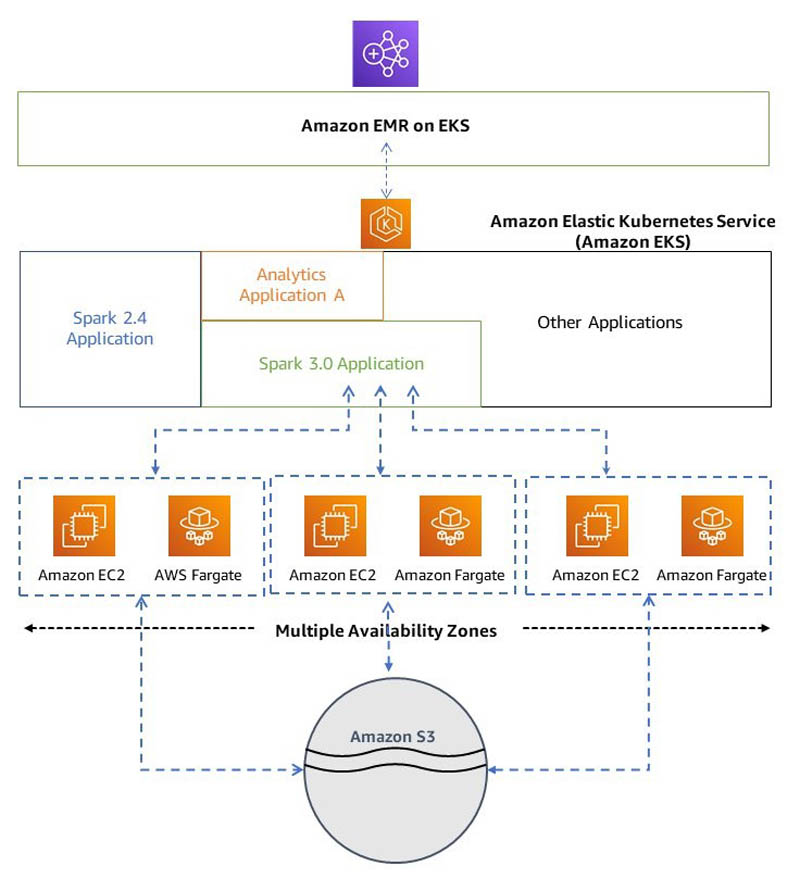 Amazon EMR on EKS
K
Amazon Elastic Kubernetes Service
(Amazon EKS)
Spark 2.4
Application
Analytics
Application A
Spark 3.0 Application
Other Applications
Amazon EC2
AWS Fargate
Amazon EC2
Amazon Fargate
Amazon EC2
Amazon Fargate
Multiple Availability Zones
Amazon S3